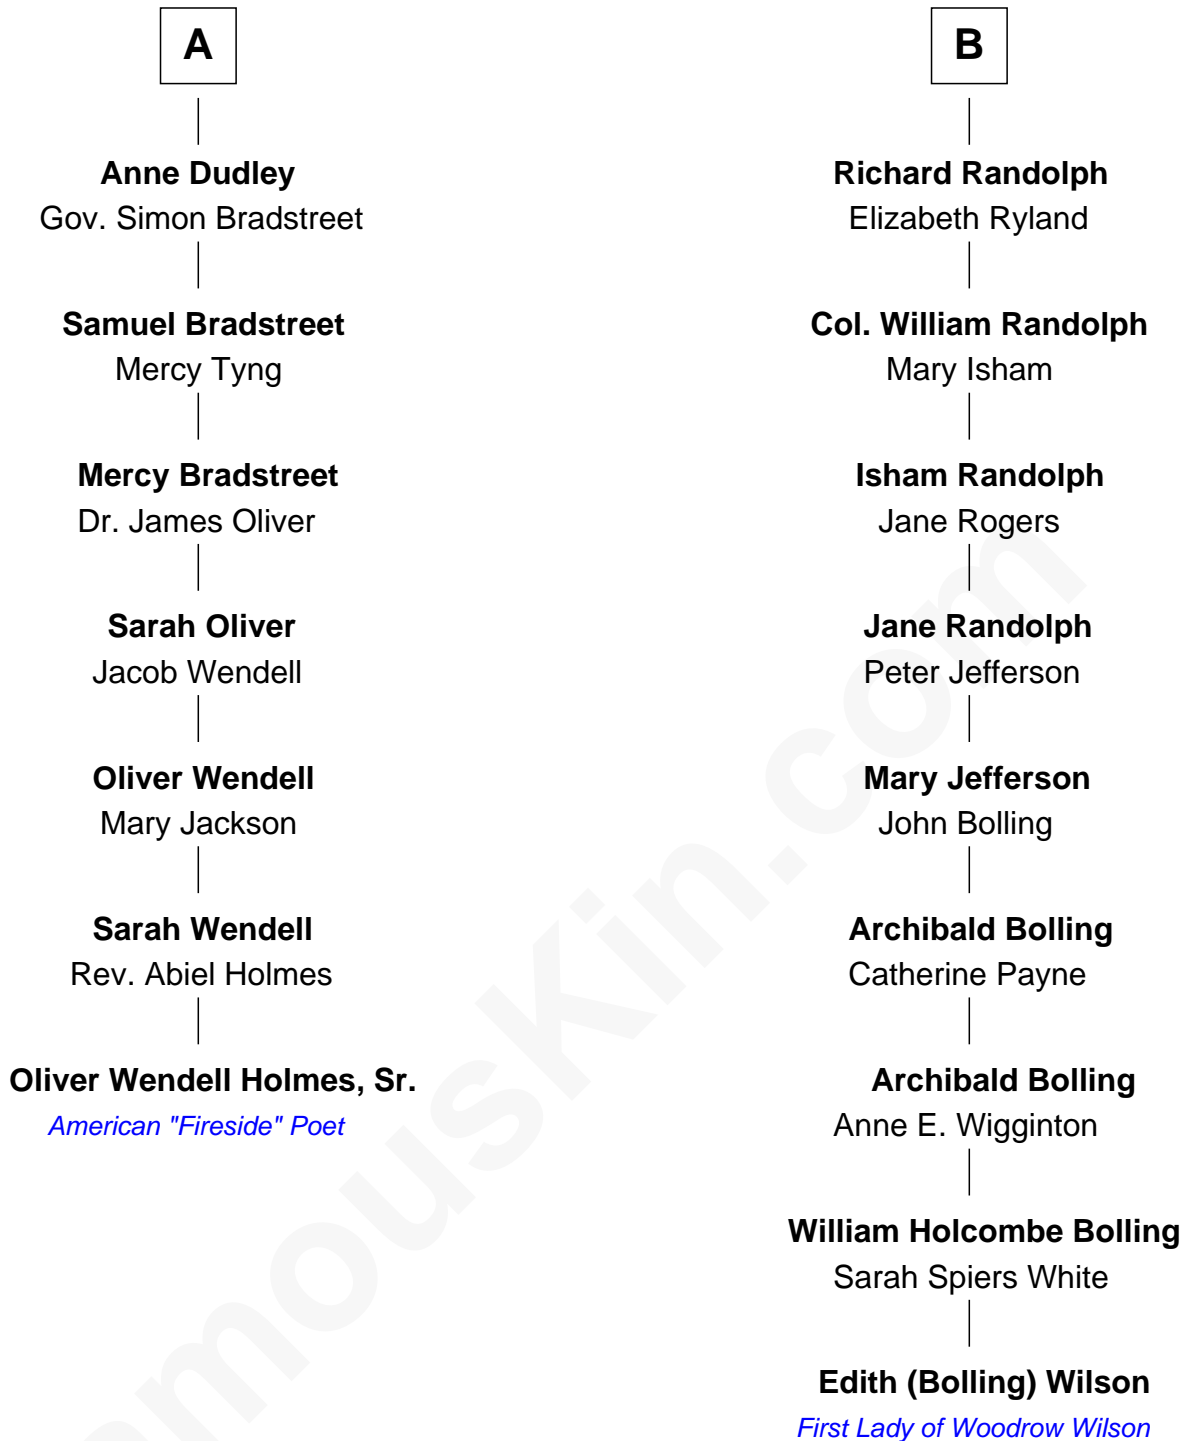 A
Anne Dudley
Gov. Simon Bradstreet
Samuel Bradstreet
Mercy Tyng
Mercy Bradstreet
Dr. James Oliver
Sarah Oliver
Jacob Wendell
Oliver Wendell
Mary Jackson
Sarah Wendell
Rev. Abiel Holmes
Oliver Wendell Holmes, Sr.
American "Fireside" Poet
B
Richard Randolph
Elizabeth Ryland
Col. William Randolph
Mary Isham
Isham Randolph
Jane Rogers
Jane Randolph
Peter Jefferson
Mary Jefferson
John Bolling
Archibald Bolling
Catherine Payne
Archibald Bolling
Anne E. Wigginton
William Holcombe Bolling
Sarah Spiers White
Edith (Bolling) Wilson
First Lady of Woodrow Wilson
amouskin.com